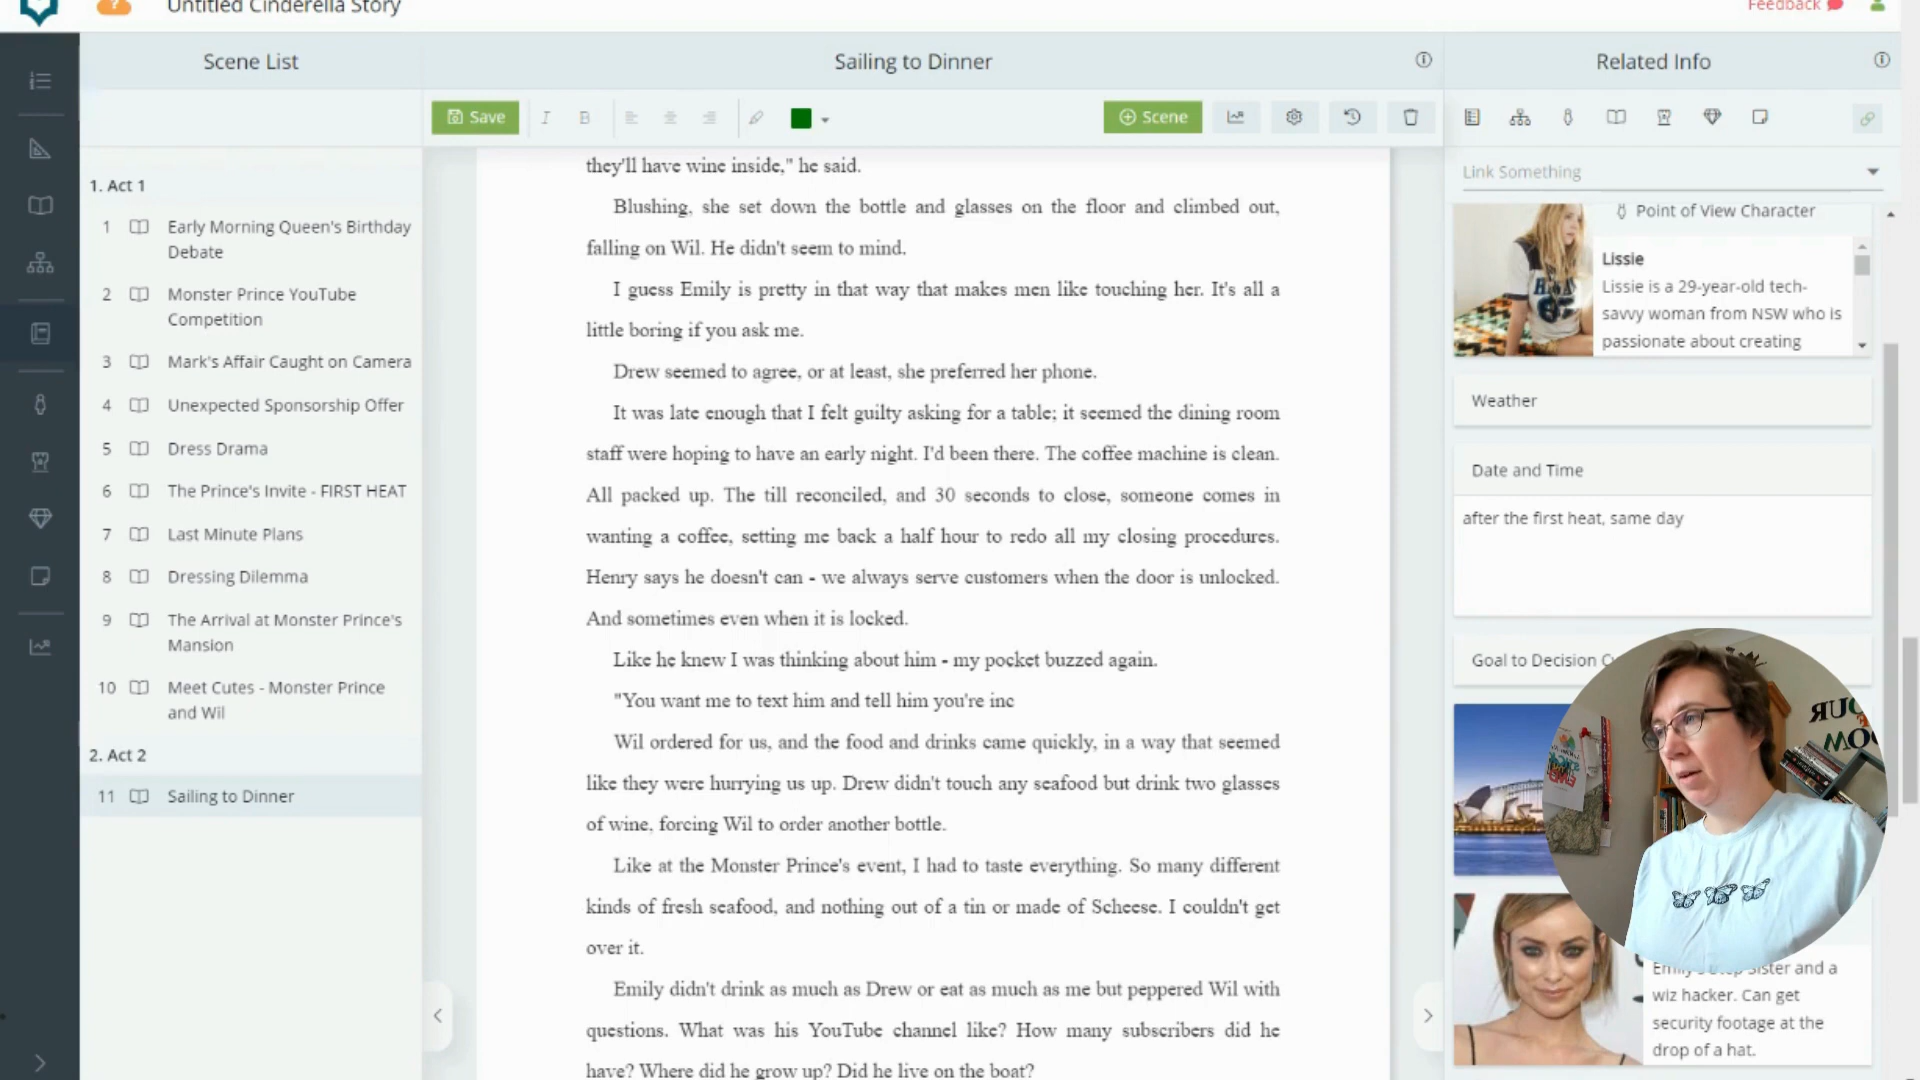 Untitled Cinderella Story
Feedback
Scene List
Sailing to Dinner
Related Info
Save
I
B
Scene
Link Something
1. Act 1
1 Early Morning Queen's Birthday
Debate
2 Monster Prince YouTube
Competition
3 Mark's Affair Caught on Camera
4 Unexpected Sponsorship Offer
5 Dress Drama
6 The Prince's Invite - FIRST HEAT
7 Last Minute Plans
8 Dressing Dilemma
9 The Arrival at Monster Prince's
Mansion
10 Meet Cutes - Monster Prince
and Wil
2. Act 2
11 Sailing to Dinner
they'll have wine inside," he said.
Blushing, she set down the bottle and glasses on the floor and climbed out,
falling on Wil. He didn't seem to mind.
I guess Emily is pretty in that way that makes men like touching her. It's all a
little boring if you ask me.
Drew seemed to agree, or at least, she preferred her phone.
It was late enough that I felt guilty asking for a table; it seemed the dining room
staff were hoping to have an early night. I'd been there. The coffee machine is clean.
All packed up. The till reconciled, and 30 seconds to close, someone comes in
wanting a coffee, setting me back a half hour to redo all my closing procedures.
Henry says he doesn't can - we always serve customers when the door is unlocked.
And sometimes even when it is locked.
Like he knew I was thinking about him - my pocket buzzed again.
"You want me to text him and tell him you're inc
Wil ordered for us, and the food and drinks came quickly, in a way that seemed
like they were hurrying us up. Drew didn't touch any seafood but drink two glasses
of wine, forcing Wil to order another bottle.
Like at the Monster Prince's event, I had to taste everything. So many different
kinds of fresh seafood, and nothing out of a tin or made of Scheese. I couldn't get
over it.
Emily didn't drink as much as Drew or eat as much as me but peppered Wil with
questions. What was his YouTube channel like? How many subscribers did he
have? Where did he grow up? Did he live on the boat?
Point of View Character
Lissie
Lissie is a 29-year-old tech-
savvy woman from NSW who is
passionate about creating
Weather
Date and Time
after the first heat, same day
Goal to Decision
Sister and a
wiz hacker. Can get
security footage at the
drop of a hat.